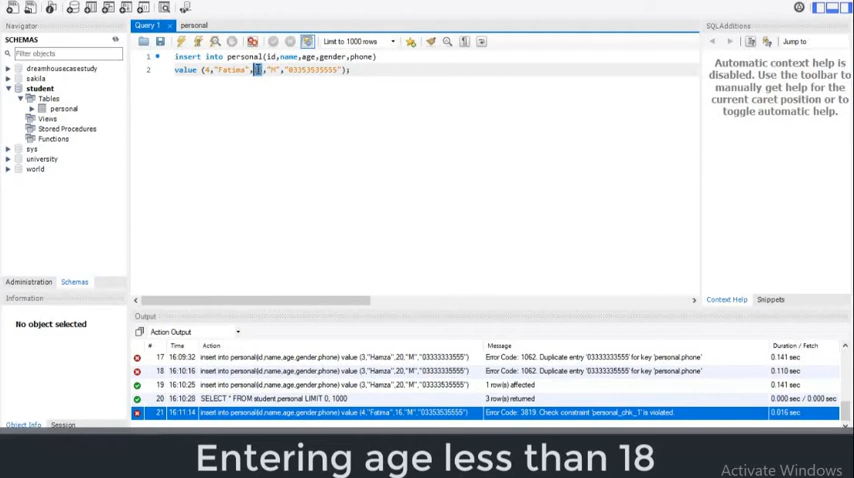 Query 1
personal
Navigator
SCHEMAS
Filter objects
dreamhousecasestudy
sakila
student
Tables
personal
Views
Stored Procedures
Functions
sys
university
world
Administration
Schemas
Information
No object selected
Object Info
Session
Limit to 1000 rows
1
insert into personal(id,name,age,gender,phone)
2
value (4,"Fatima", ,"M","03353535555");
SQLAdditions
Jump to
Automatic context help is
disabled. Use the toolbar to
manually get help for the
current caret position or to
toggle automatic help.
Context Help
Snippets
Output
Action Output
# Time Action Message Duration / Fetch
17 16:09:32 insert into personal(id,name,age,gender,phone) value (3,"Hamza",20,"M","03333333555") Error Code: 1062. Duplicate entry '03333333555' for key 'personal.phone' 0.141 sec
18 16:10:16 insert into personal(id,name,age,gender,phone) value (3,"Hamza",20,"M","03333333555") Error Code: 1062. Duplicate entry '03333333555' for key 'personal.phone' 0.110 sec
19 16:10:25 insert into personal(id,name,age,gender,phone) value (3,"Hamza",20,"M","03333535555") 1 row(s) affected 0.141 sec
20 16:10:28 SELECT * FROM student.personal LIMIT 0, 1000 3 row(s) returned 0.000 sec / 0.000 sec
21 16:11:14 insert into personal(id,name,age,gender,phone) value (4,"Fatima",16,"M","03353535555") Error Code: 3819. Check constraint 'personal_chk_1' is violated. 0.016 sec
Entering age less than 18
Activate Windows